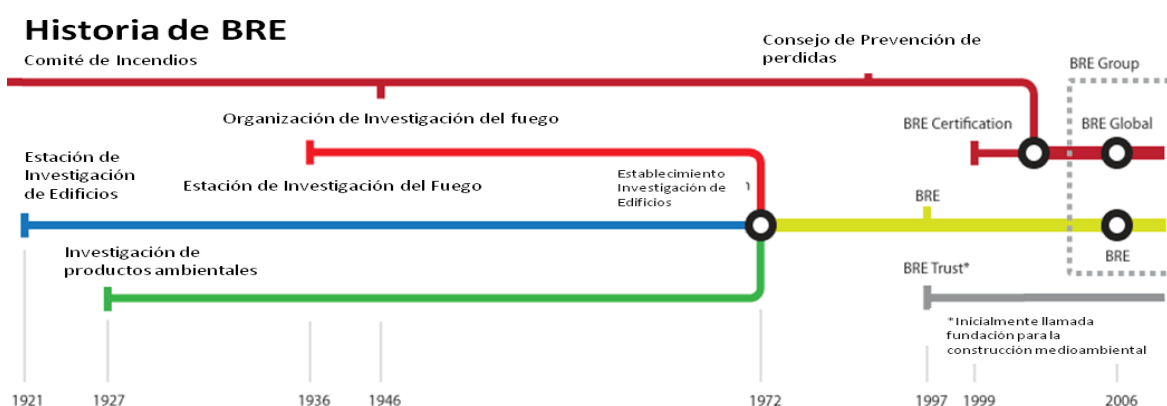 Historia de BRE
Comité de Incendios
Consejo de Prevención de
perdidas
BRE Group
Organización de Investigación del fuego
BRE Certification
BRE Global
Estación de
Investigación
de Edificios
Estación de Investigación del Fuego
Establecimiento
Investigación de
Edificios
BRE
Investigación de
productos ambientales
BRE
BRE Trust*
*Inicialmente llamada
fundación para la
construcción medioambiental
1921
1927
1936
1946
1972
1997
1999
2006